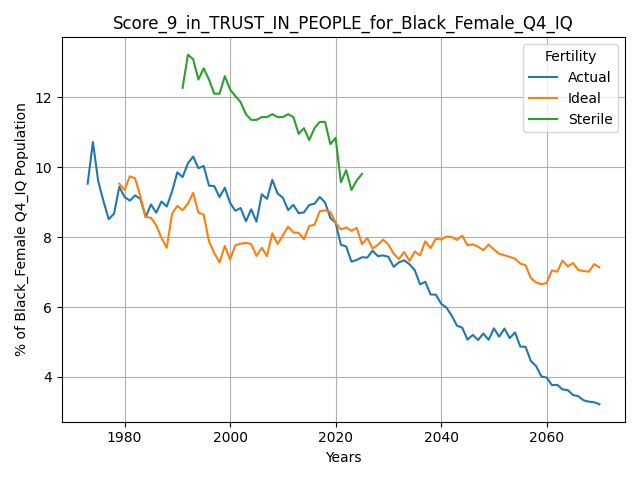 Score_9_in_TRUST_IN_PEOPLE_for_Black_Female_Q4_IQ
Fertility
Actual
Ideal
Sterile
% of Black_Female Q4_IQ Population
12
10
8
6
4
1980 2000 2020 2040 2060
Years